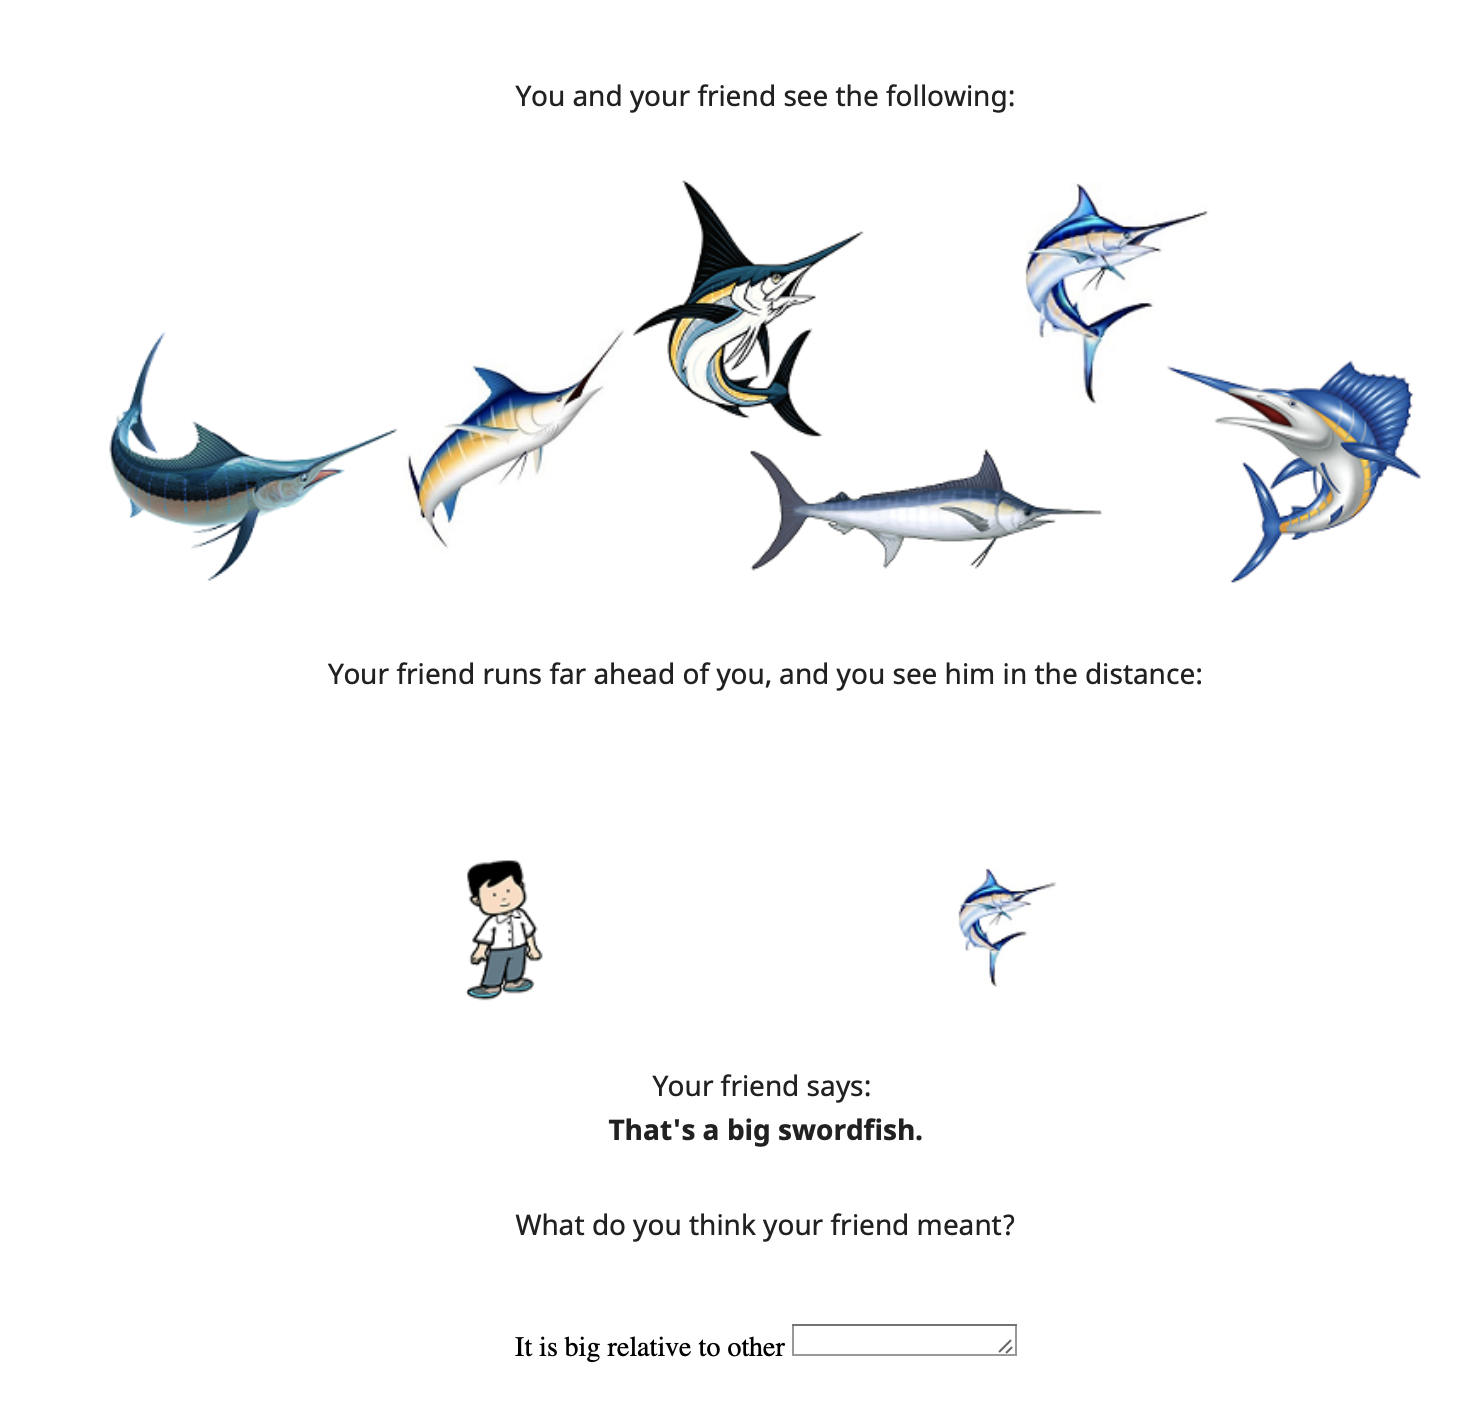 You and your friend see the following:
Your friend runs far ahead of you, and you see him in the distance:
Your friend says:
That's a big swordfish.
What do you think your friend meant?
It is big relative to other